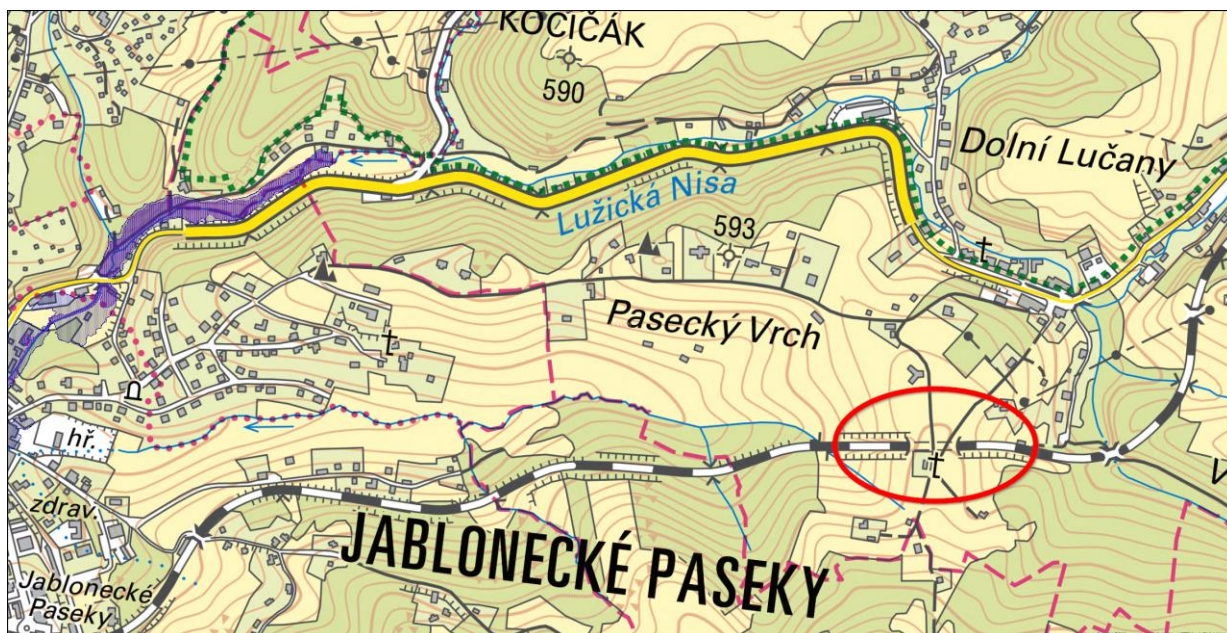 KOCIČÁK
590
Dolní Lučany
Lužická Nisa
593
Pasecký Vrch
hř.
zdrav.
JABLONECKÉ PASEKY
Jablonecké
Paseky
V